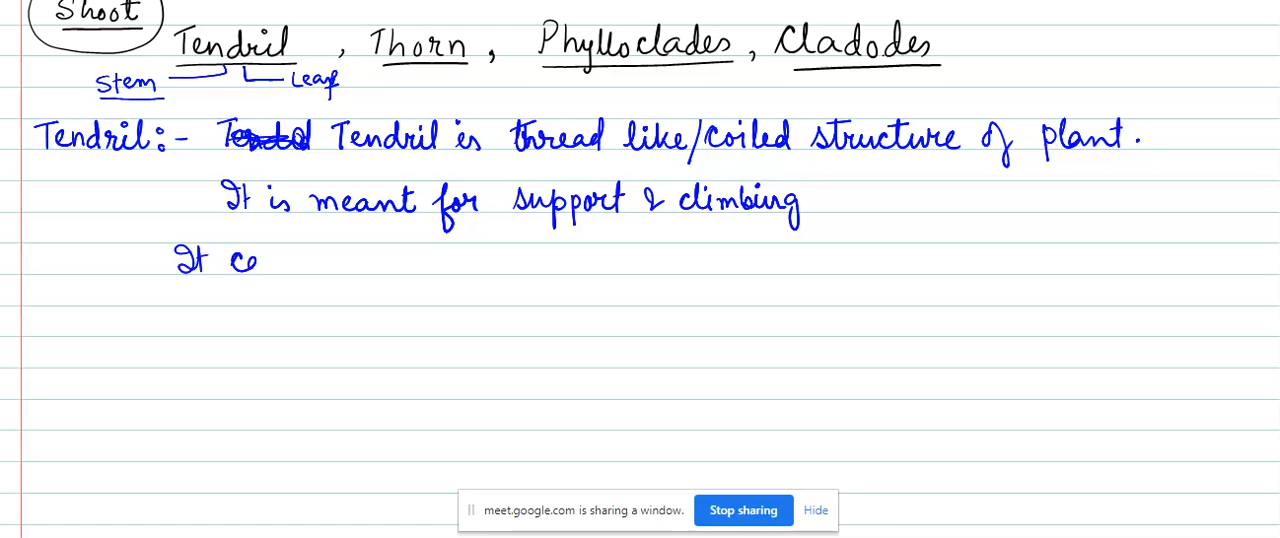 Shoot
Tendril, Thorn, Phylloclades, Cladodes
Stem Leaf
Tendril:- Tendril is thread like/coiled structure of plant.
It is meant for support & climbing
It c
meet.google.com is sharing a window. Stop sharing Hide